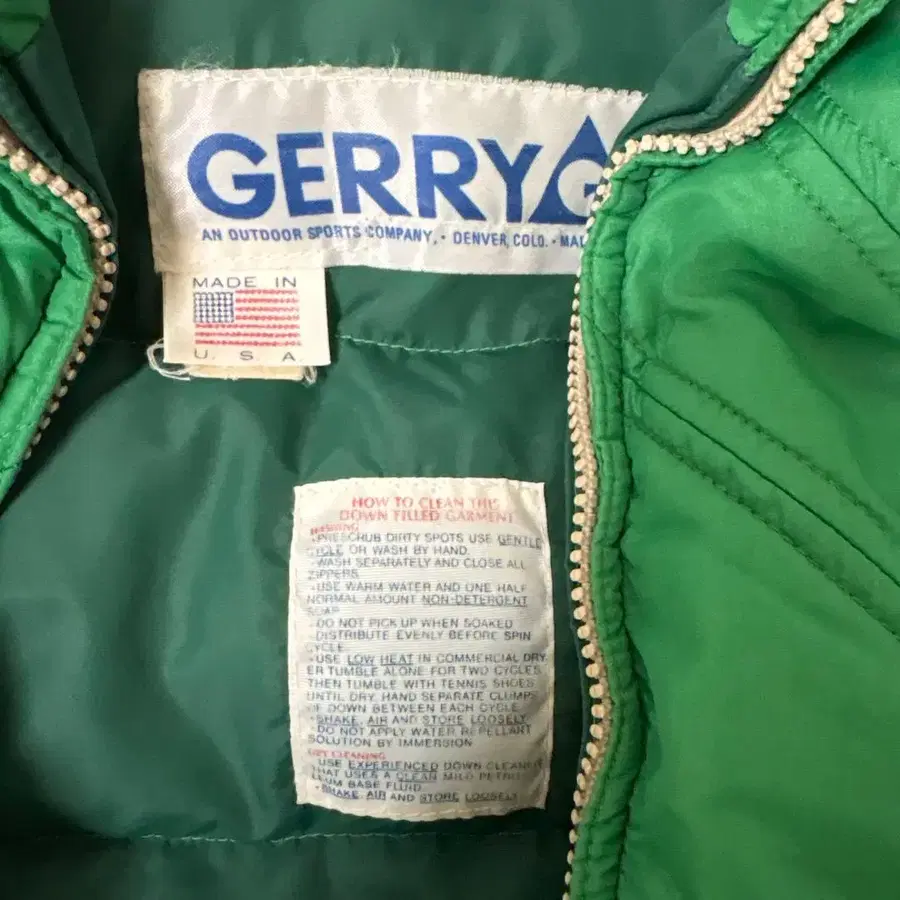 GERRY G
AN OUTDOOR SPORTS COMPANY, • DENVER, COLO. • MA
MADE IN
U. S. A.
HOW TO CLEAN THIS
DOWN FILLED GARMENT
WASHING
•PRESCRUB DIRTY SPOTS USE GENTLE
CYCLE OR WASH BY HAND.
•WASH SEPARATELY AND CLOSE ALL
ZIPPERS
•USE WARM WATER AND ONE HALF
NORMAL AMOUNT NON-DETERGENT
SOAP
•DO NOT PICK UP WHEN SOAKED
•DISTRIBUTE EVENLY BEFORE SPIN
CYCLE
•USE LOW HEAT IN COMMERCIAL DRY
ER TUMBLE ALONE FOR TWO CYCLES
THEN TUMBLE WITH TENNIS SHOES
UNTIL DRY. HAND SEPARATE CLUMPS
OF DOWN BETWEEN EACH CYCLE
•SHAKE, AIR AND STORE LOOSELY
•DO NOT APPLY WATER REPELLANT
SOLUTION BY IMMERSION
DRY CLEANING
•USE EXPERIENCED DOWN CLEANER
THAT USES A CLEAN MILD PETRO
LEUM BASE FLUID
•SHAKE, AIR AND STORE LOOSELY